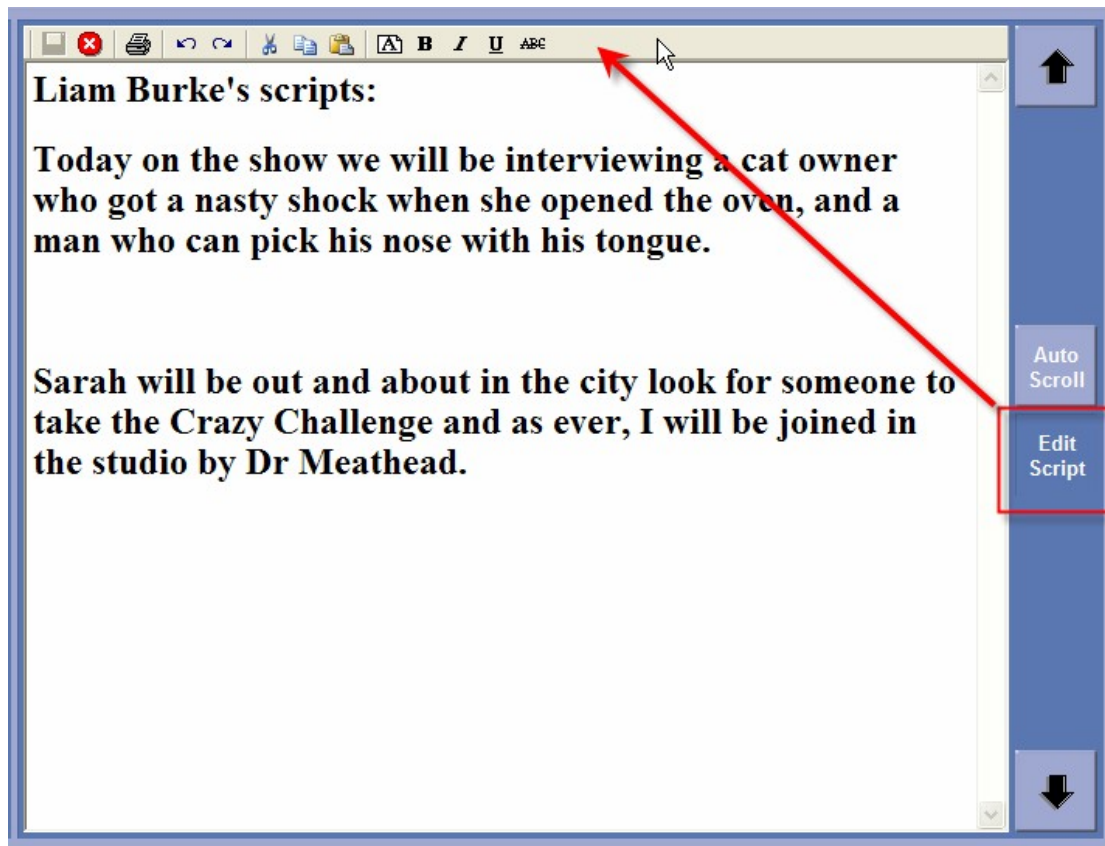 A B I U ABC
Liam Burke's scripts:
Today on the show we will be interviewing a cat owner
who got a nasty shock when she opened the oven, and a
man who can pick his nose with his tongue.
Sarah will be out and about in the city look for someone to
take the Crazy Challenge and as ever, I will be joined in
the studio by Dr Meathead.
Auto
Scroll
Edit
Script